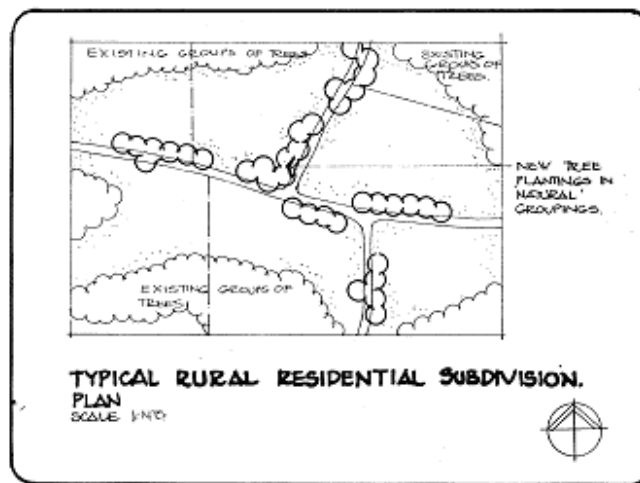 EXISTING GROUPS OF TREES
EXISTING
GROUPS OF
TREES.
NEW TREE
PLANTINGS IN
NATURAL
GROUPINGS.
EXISTING GROUPS OF
TREES
TYPICAL RURAL RESIDENTIAL SUBDIVISION.
PLAN
SCALE